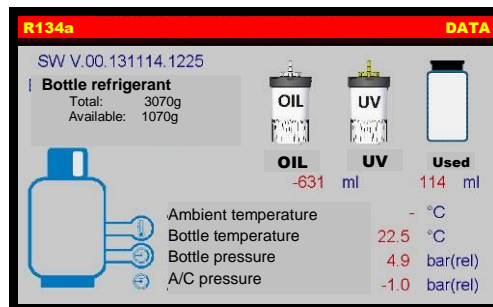 R134a DATA
SW V.00.131114.1225
Bottle refrigerant
Total: 3070g
Available: 1070g
OIL UV
OIL UV Used
-631 ml 114 ml
Ambient temperature - °C
Bottle temperature 22.5 °C
Bottle pressure 4.9 bar(rel)
A/C pressure -1.0 bar(rel)